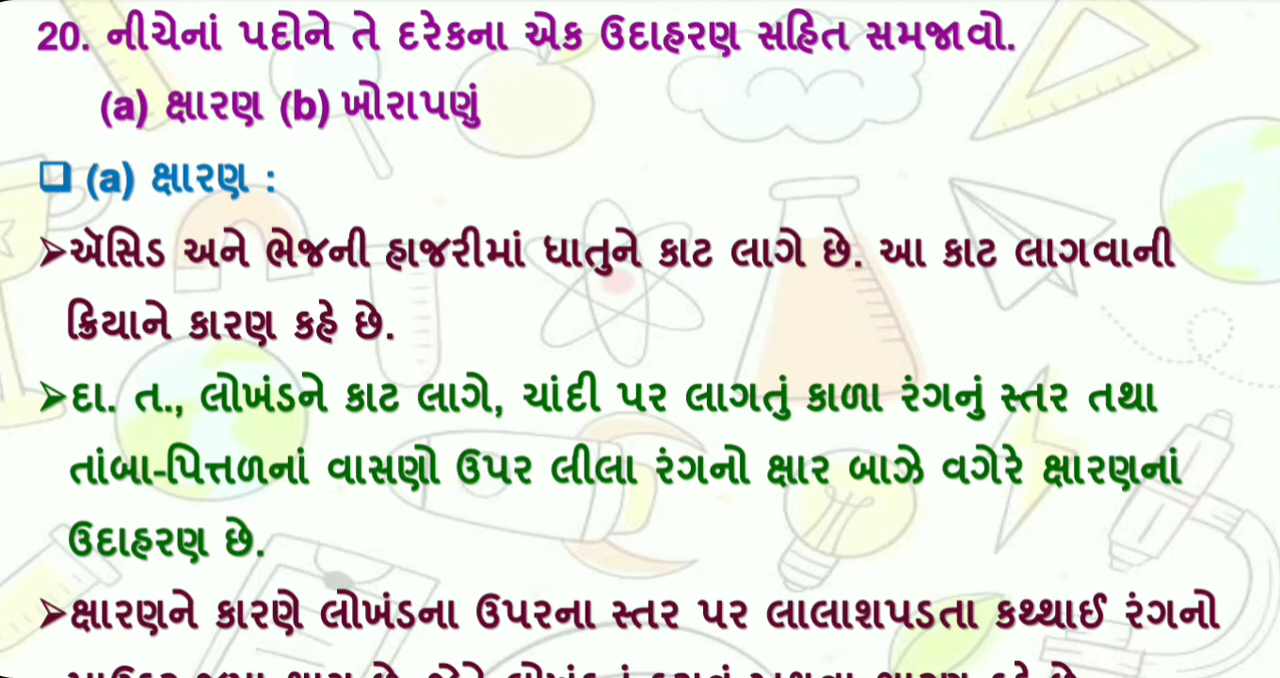 20. નીચેનાં પદોને તે દરેકના એક ઉદાહરણ સહિત સમજાવો.
(a) ક્ષારણ (b) ખોરાપણું
❑ (a) ક્ષારણ :
➢ઍસિડ અને ભેજની હાજરીમાં ધાતુને કાટ લાગે છે. આ કાટ લાગવાની
ક્રિયાને કારણ કહે છે.
➢દા. ત., લોખંડને કાટ લાગે, ચાંદી પર લાગતું કાળા રંગનું સ્તર તથા
તાંબા-પિત્તળનાં વાસણો ઉપર લીલા રંગનો ક્ષાર બાઝે વગેરે ક્ષારણનાં
ઉદાહરણ છે.
➢ક્ષારણને કારણે લોખંડના ઉપરના સ્તર પર લાલાશપડતા કથ્થાઈ રંગનો